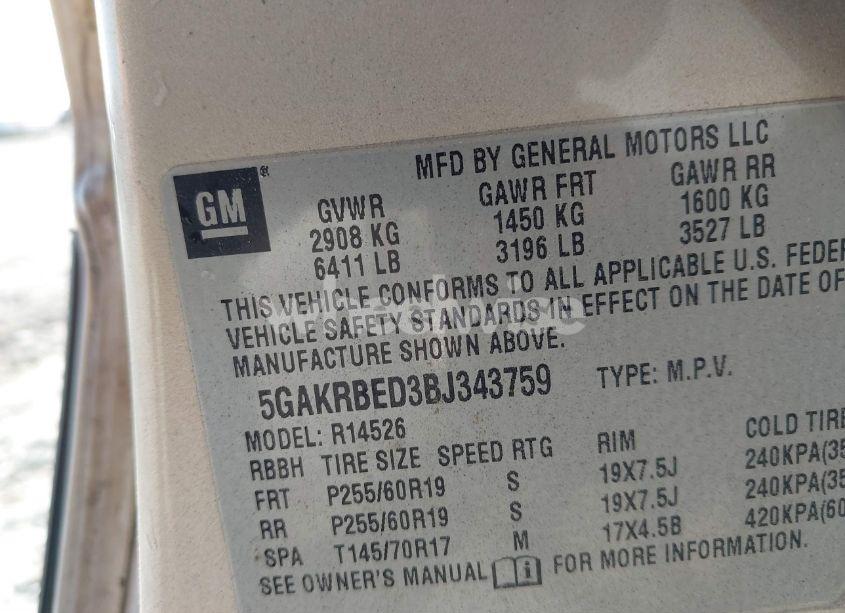 MFD BY GENERAL MOTORS LLC
GM
GVWR GAWR FRT GAWR RR
2908 KG 1450 KG 1600 KG
6411 LB 3196 LB 3527 LB
THIS VEHICLE CONFORMS TO ALL APPLICABLE U.S. FEDER
VEHICLE SAFETY STANDARDS IN EFFECT ON THE DATE OF
MANUFACTURE SHOWN ABOVE.
5GAKRBED3BJ343759 TYPE: M.P.V.
MODEL: R14526
RBBH TIRE SIZE SPEED RTG RIM COLD TIRE
FRT P255/60R19 S 19X7.5J 240KPA(35
RR P255/60R19 S 19X7.5J 240KPA(35
SPA T145/70R17 M 17X4.5B 420KPA(60
SEE OWNER'S MANUAL FOR MORE INFORMATION.